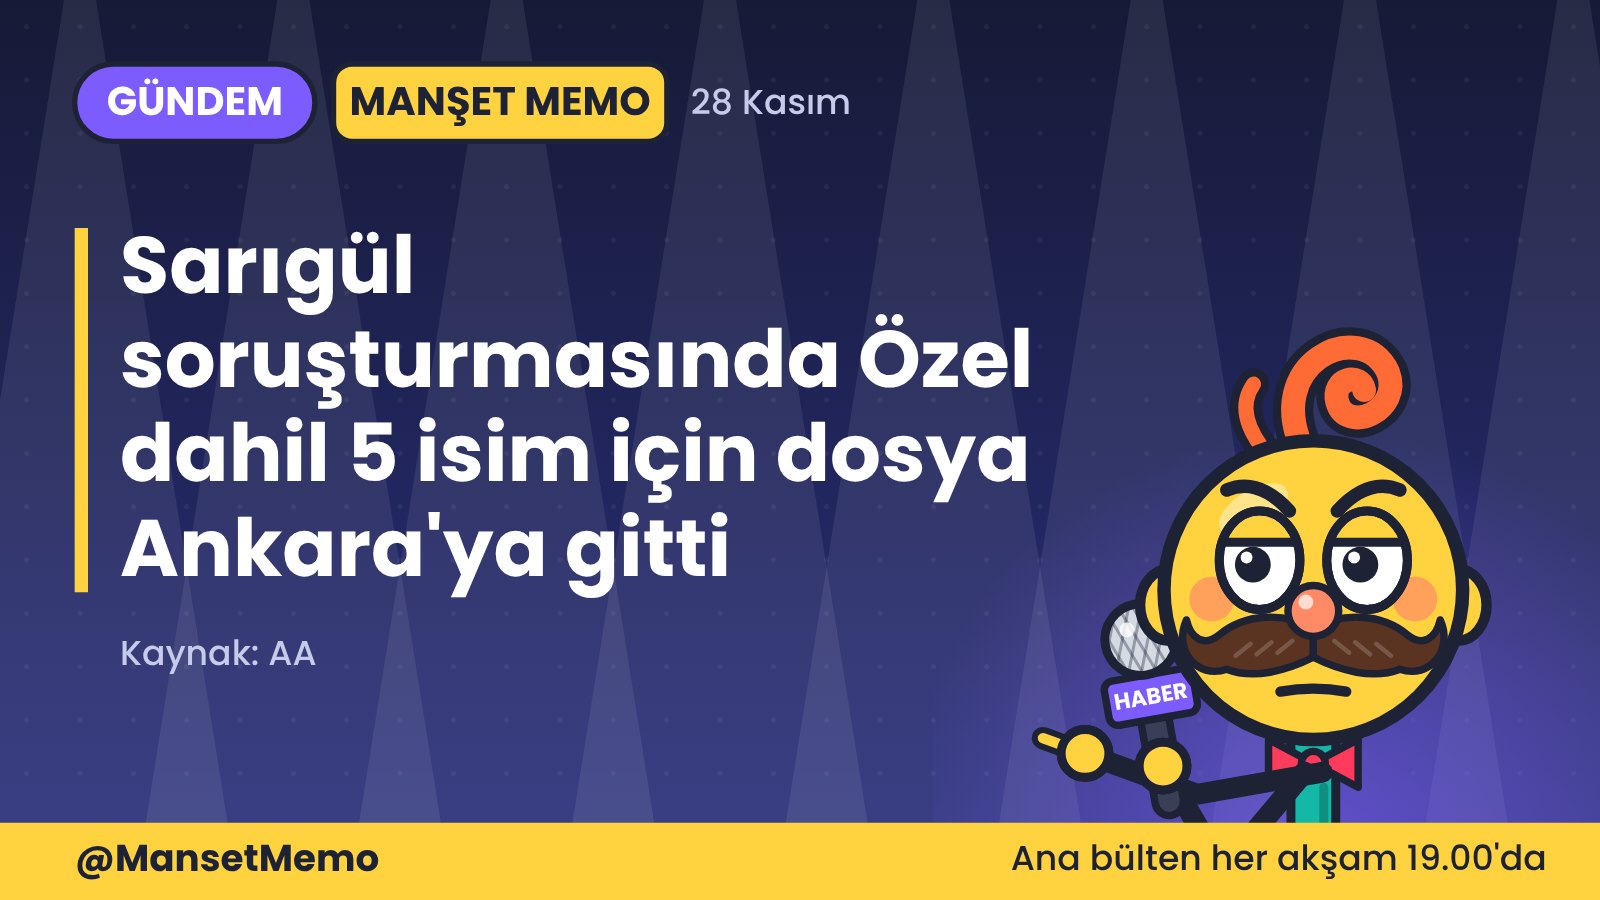 GÜNDEM MANŞET MEMO 28 Kasım
Sarıgül
soruşturmasında Özel
dahil 5 isim için dosya
Ankara'ya gitti
Kaynak: AA
HABER
@MansetMemo Ana bülten her akşam 19.00'da